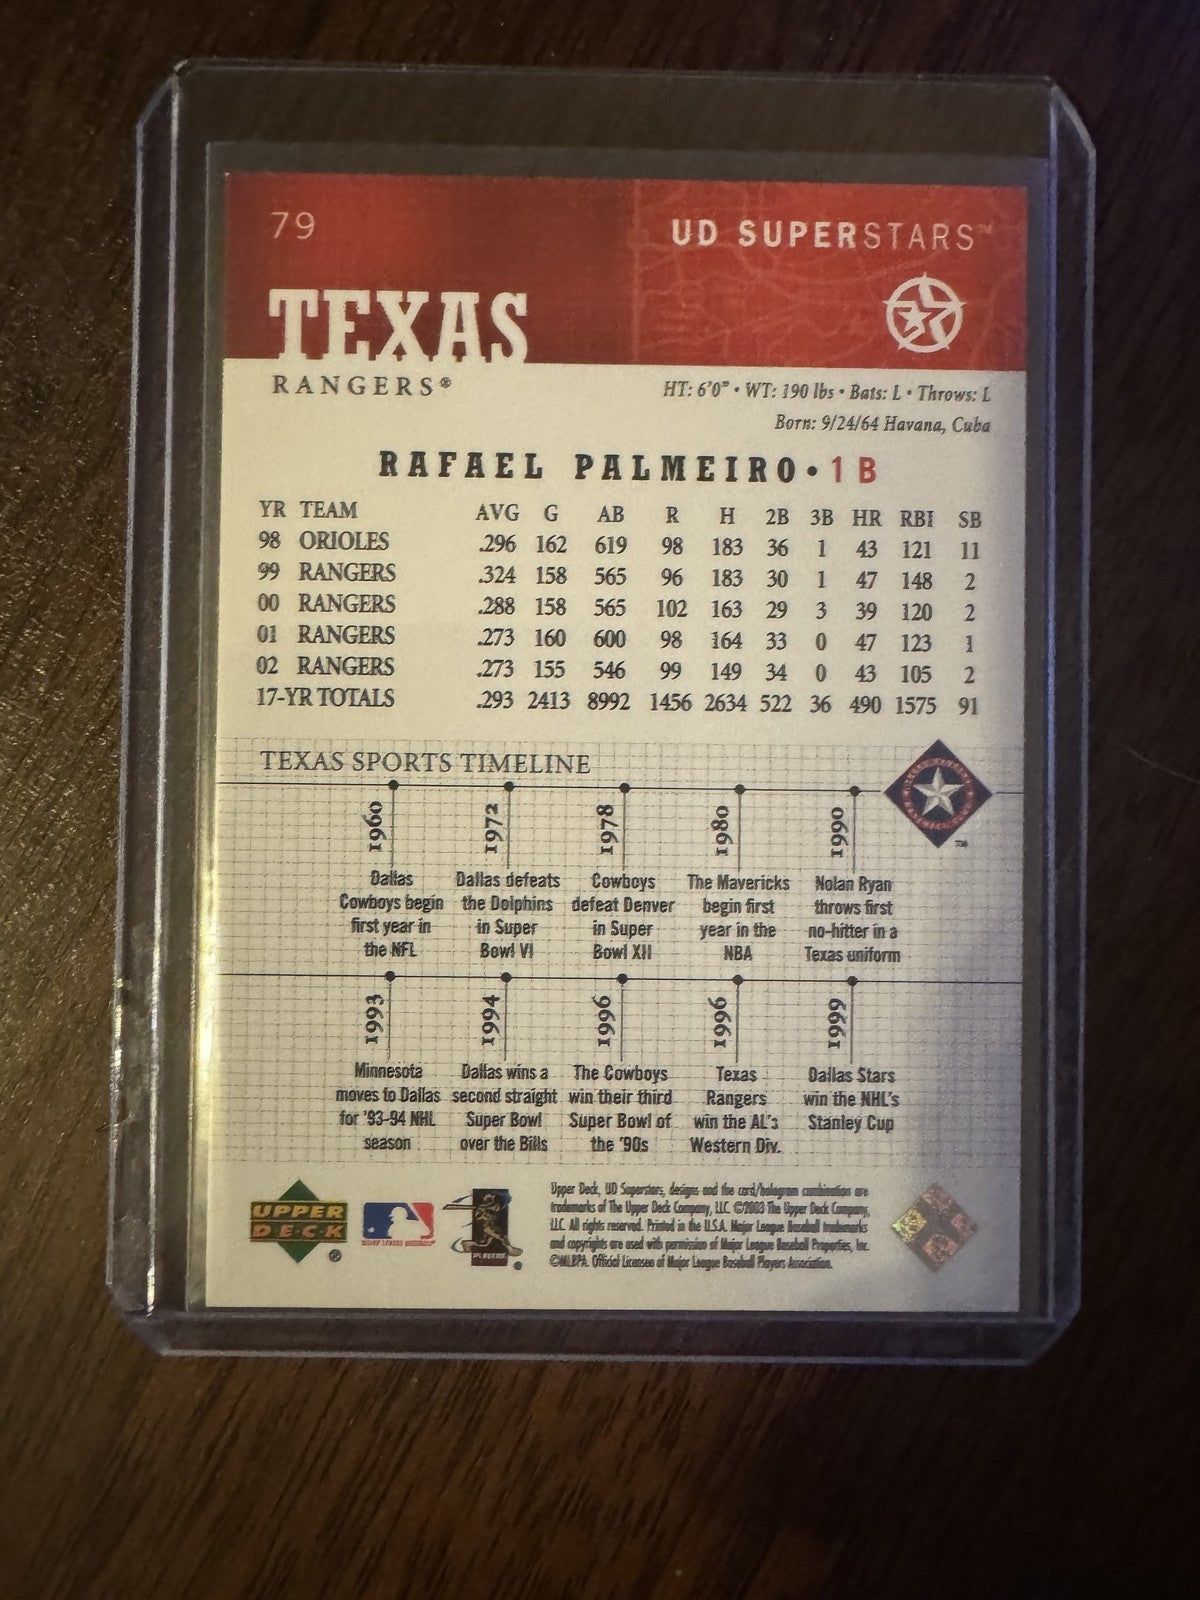 79
UD SUPERSTARS™
TEXAS
RANGERS®
HT: 6'0" • WT: 190 lbs • Bats: L • Throws: L
Born: 9/24/64 Havana, Cuba
RAFAEL PALMEIRO • 1B
YR TEAM AVG G AB R H 2B 3B HR RBI SB
98 ORIOLES .296 162 619 98 183 36 1 43 121 11
99 RANGERS .324 158 565 96 183 30 1 47 148 2
00 RANGERS .288 158 565 102 163 29 3 39 120 2
01 RANGERS .273 160 600 98 164 33 0 47 123 1
02 RANGERS .273 155 546 99 149 34 0 43 105 2
17-YR TOTALS .293 2413 8992 1456 2634 522 36 490 1575 91
TEXAS SPORTS TIMELINE
1960
Dallas
Cowboys begin
first year in
the NFL
1972
Dallas defeats
the Dolphins
in Super
Bowl VI
1978
Cowboys
defeat Denver
in Super
Bowl XII
1980
The Mavericks
begin first
year in the
NBA
1990
Nolan Ryan
throws first
no-hitter in a
Texas uniform
1993
Minnesota
moves to Dallas
for '93-94 NHL
season
1994
Dallas wins a
second straight
Super Bowl
over the Bills
1996
The Cowboys
win their third
Super Bowl of
the '90s
1996
Texas
Rangers
win the AL's
Western Div.
1999
Dallas Stars
win the NHL's
Stanley Cup
UPPER
DECK
MAJOR LEAGUE BASEBALL
PLAYERS
Upper Deck, UD Superstars, designs and the card/hologram combination are
trademarks of The Upper Deck Company, LLC. ©2003 The Upper Deck Company,
LLC. All rights reserved. Printed in the U.S.A. Major League Baseball trademarks
and copyrights are used with permission of Major League Baseball Properties, Inc.
©MLBPA. Official Licensee of Major League Baseball Players Association.